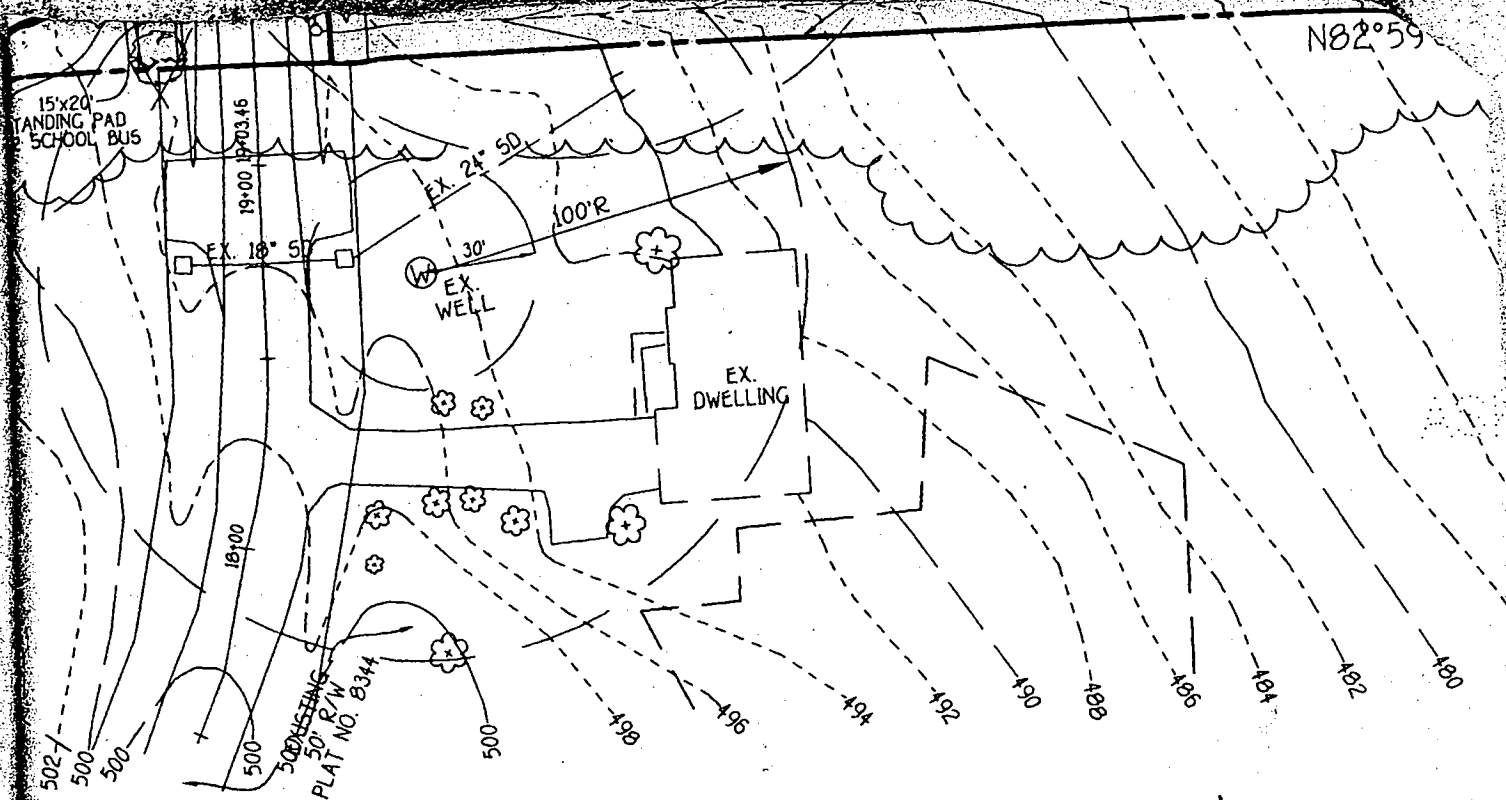 N82°59
15'x20'
TANDING PAD
SCHOOL BUS
19+03.46
19+00
EX. 24" SD
100'R
EX. 18" SD
30'
W
EX.
WELL
EX.
DWELLING
18+00
EXISTING
50' R/W
PLAT NO. 8344
502
500
500
500
500
500
498
496
494
492
490
488
486
484
482
480